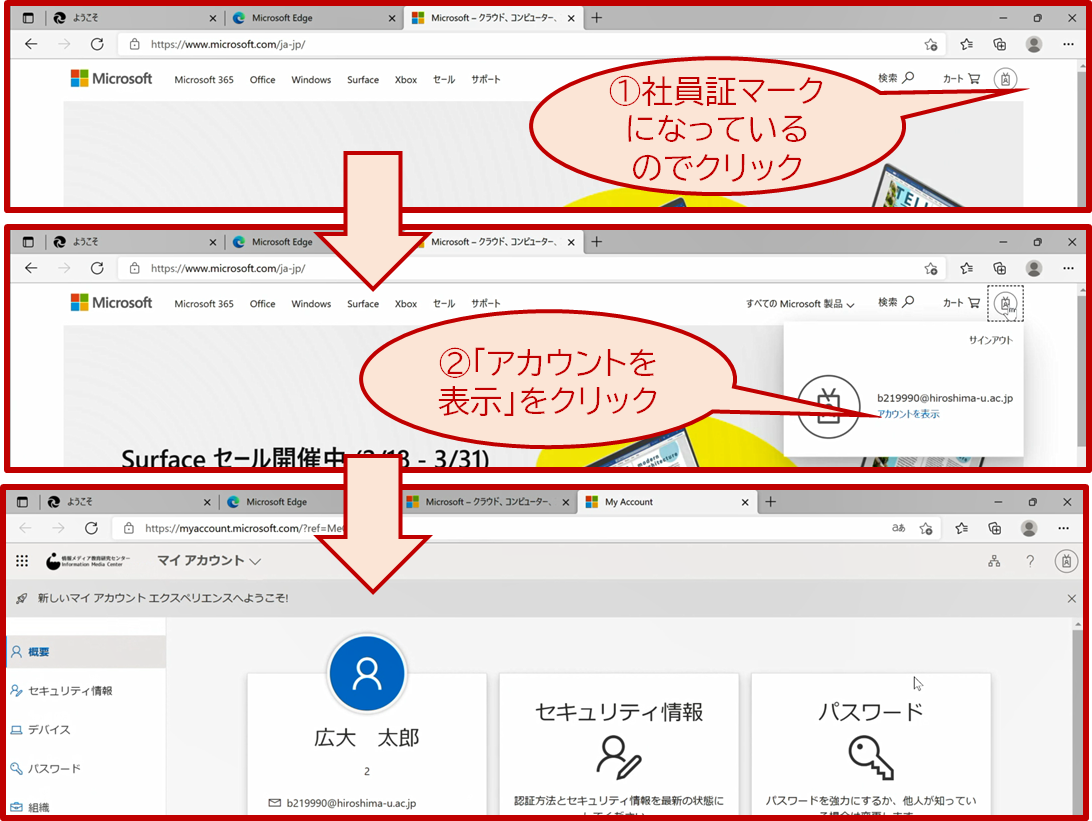 ようこそ
Microsoft Edge
Microsoft – クラウド、コンピューター、
https://www.microsoft.com/ja-jp/
Microsoft
Microsoft 365 Office Windows Surface Xbox セール サポート
検索
カート
①社員証マーク
になっている
のでクリック
TELL
ようこそ
Microsoft Edge
Microsoft – クラウド、コンピューター、
https://www.microsoft.com/ja-jp/
Microsoft
Microsoft 365 Office Windows Surface Xbox セール サポート
すべての Microsoft 製品
検索
カート
サインアウト
②「アカウントを
表示」をクリック
b219990@hiroshima-u.ac.jp
アカウントを表示
Surface セール開催中
- 3/31)
modern
architecture
ようこそ
Microsoft Edge
Microsoft – クラウド、コンピューター、
My Account
https://myaccount.microsoft.com/?ref=Me
aあ
情報メディア教育研究センター
Information Media Center
マイ アカウント
?
新しいマイ アカウント エクスペリエンスへようこそ!
概要
セキュリティ情報
デバイス
パスワード
組織
広大 太郎
2
b219990@hiroshima-u.ac.jp
セキュリティ情報
認証方法とセキュリティ情報を最新の状態に
パスワード
パスワードを強力にするか、他人が知ってい